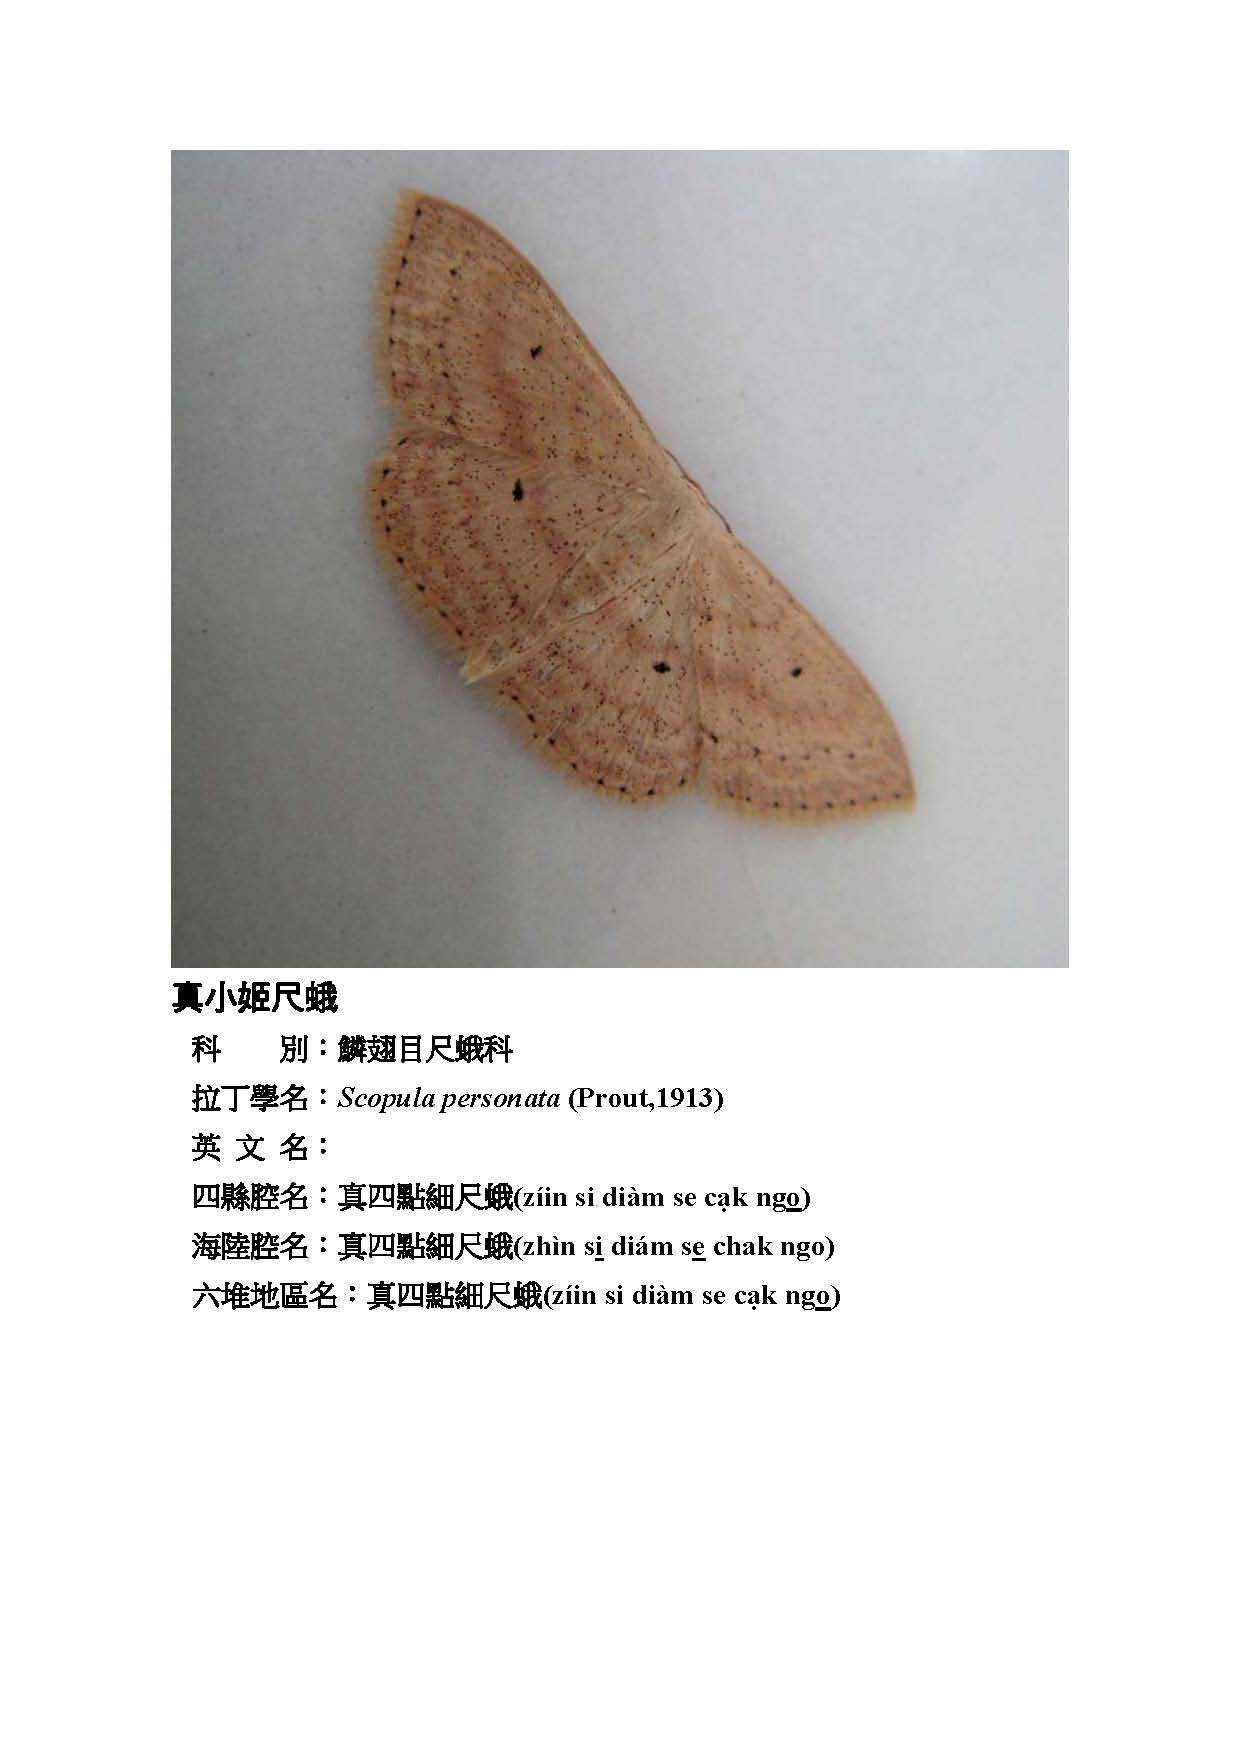 真小姬尺蛾
科　　別：鱗翅目尺蛾科
拉丁學名：Scopula personata (Prout,1913)
英 文 名：
四縣腔名：真四點細尺蛾(zíin si diàm se cạk ngo̲)
海陸腔名：真四點細尺蛾(zhìn si̲ diám se̲ chak ngo)
六堆地區名：真四點細尺蛾(zíin si diàm se cạk ngo̲)